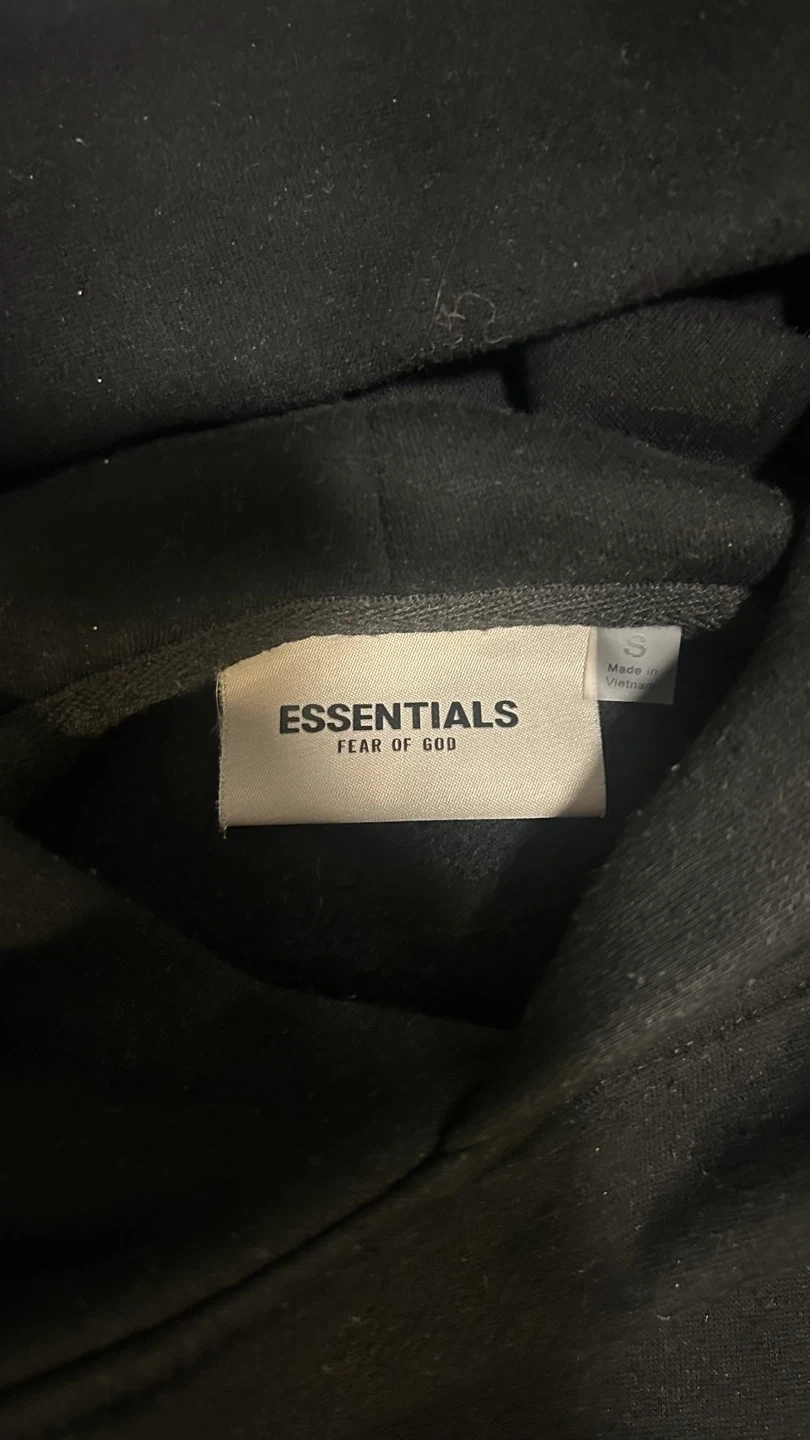 ESSENTIALS
FEAR OF GOD
S
Made in
Vietnam